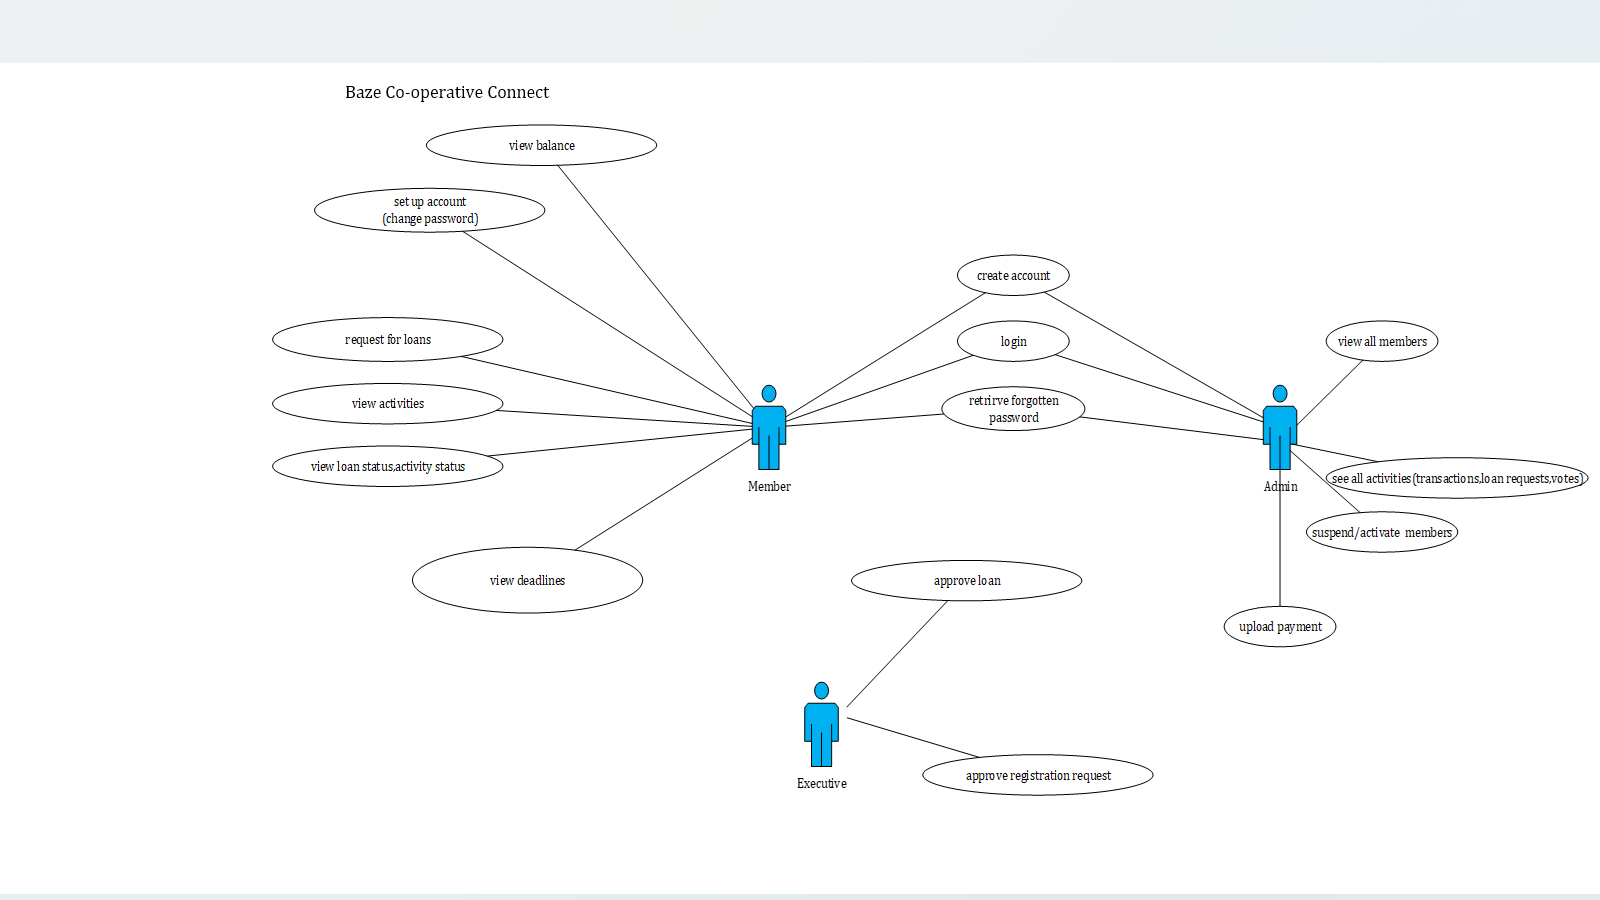 Baze Co-operative Connect
view balance
set up account
(change password)
create account
request for loans
login
view all members
view activities
retrirve forgotten
password
view loan status,activity status
Member
Admin
see all activities(transactions,loan requests,votes)
suspend/activate members
view deadlines
approve loan
upload payment
approve registration request
Executive